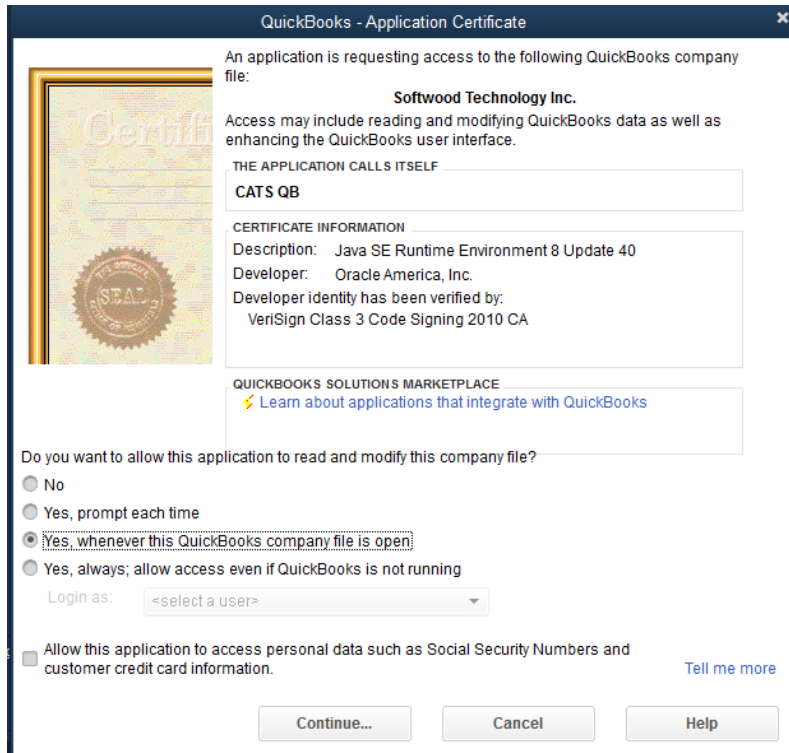 QuickBooks - Application Certificate
An application is requesting access to the following QuickBooks company
file:
Softwood Technology Inc.
Access may include reading and modifying QuickBooks data as well as
enhancing the QuickBooks user interface.
THE APPLICATION CALLS ITSELF
CATS QB
CERTIFICATE INFORMATION
Description: Java SE Runtime Environment 8 Update 40
Developer: Oracle America, Inc.
Developer identity has been verified by:
VeriSign Class 3 Code Signing 2010 CA
QUICKBOOKS SOLUTIONS MARKETPLACE
Learn about applications that integrate with QuickBooks
Certifi
SEAL
Do you want to allow this application to read and modify this company file?
No
Yes, prompt each time
Yes, whenever this QuickBooks company file is open
Yes, always; allow access even if QuickBooks is not running
Login as: <select a user>
Allow this application to access personal data such as Social Security Numbers and
customer credit card information.
Tell me more
Continue... Cancel Help